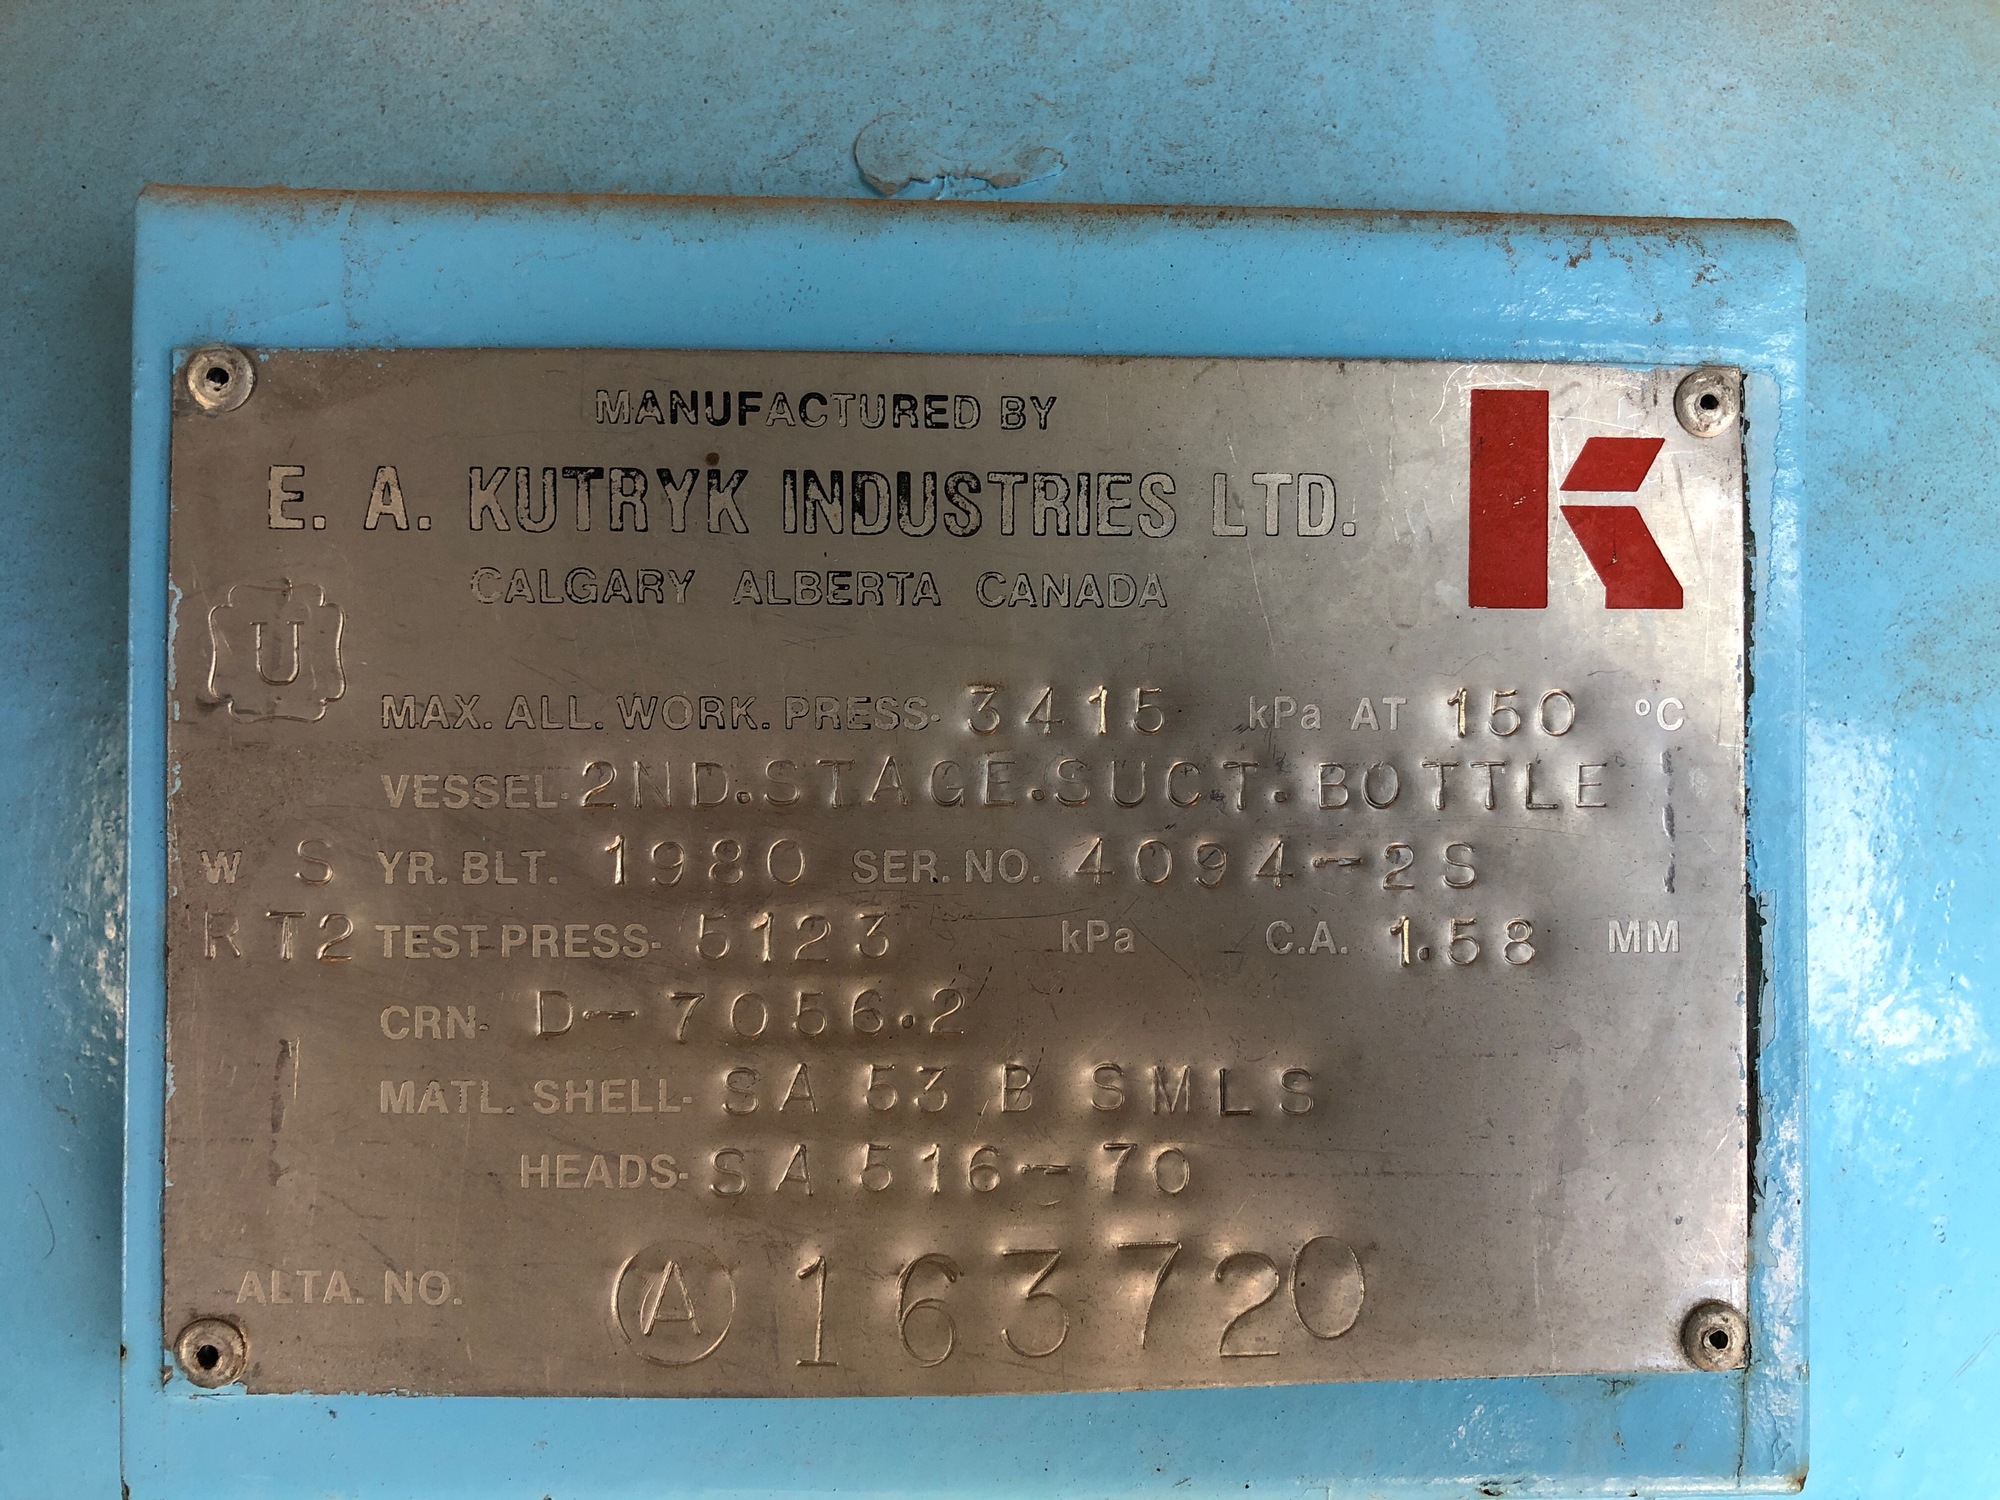 MANUFACTURED BY
E. A. KUTRYK INDUSTRIES LTD.
K
CALGARY ALBERTA CANADA
U
MAX. ALL. WORK. PRESS- 3415 kPa AT 150 °C
VESSEL- 2ND.STAGE.SUCT.BOTTLE
W S YR. BLT. 1980 SER. NO. 4094-2S
RT2 TEST PRESS- 5123 kPa C.A. 1.58 MM
CRN- D-7056.2
MATL. SHELL- SA 53 B SMLS
HEADS- SA 516-70
ALTA. NO. A 163720